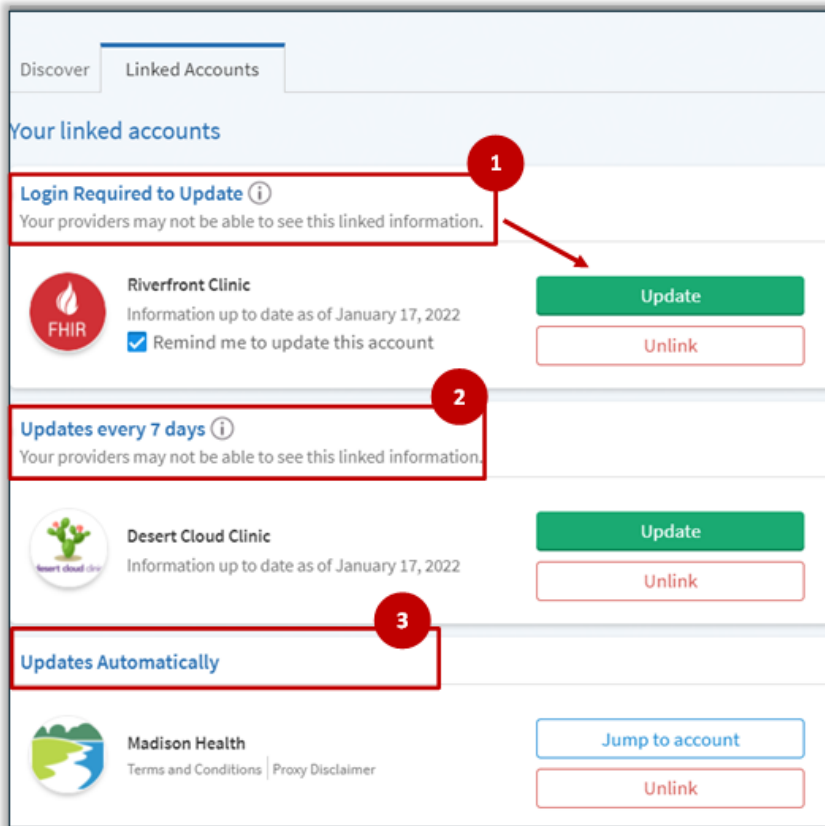 Discover
Linked Accounts
Your linked accounts
1
Login Required to Update i
Your providers may not be able to see this linked information.
FHIR
Riverfront Clinic
Information up to date as of January 17, 2022
Remind me to update this account
Update
Unlink
2
Updates every 7 days i
Your providers may not be able to see this linked information.
desert cloud clinic
Desert Cloud Clinic
Information up to date as of January 17, 2022
Update
Unlink
3
Updates Automatically
Madison Health
Terms and Conditions | Proxy Disclaimer
Jump to account
Unlink